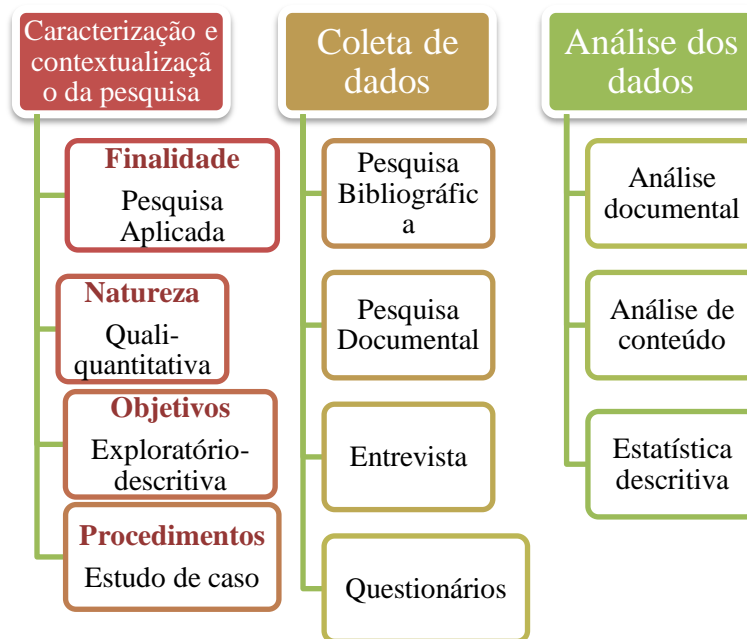 Caracterização e
contextualizaçã
o da pesquisa
Finalidade
Pesquisa
Aplicada
Natureza
Quali-
quantitativa
Objetivos
Exploratório-
descritiva
Procedimentos
Estudo de caso
Coleta de
dados
Pesquisa
Bibliográfic
a
Pesquisa
Documental
Entrevista
Questionários
Análise dos
dados
Análise
documental
Análise de
conteúdo
Estatística
descritiva